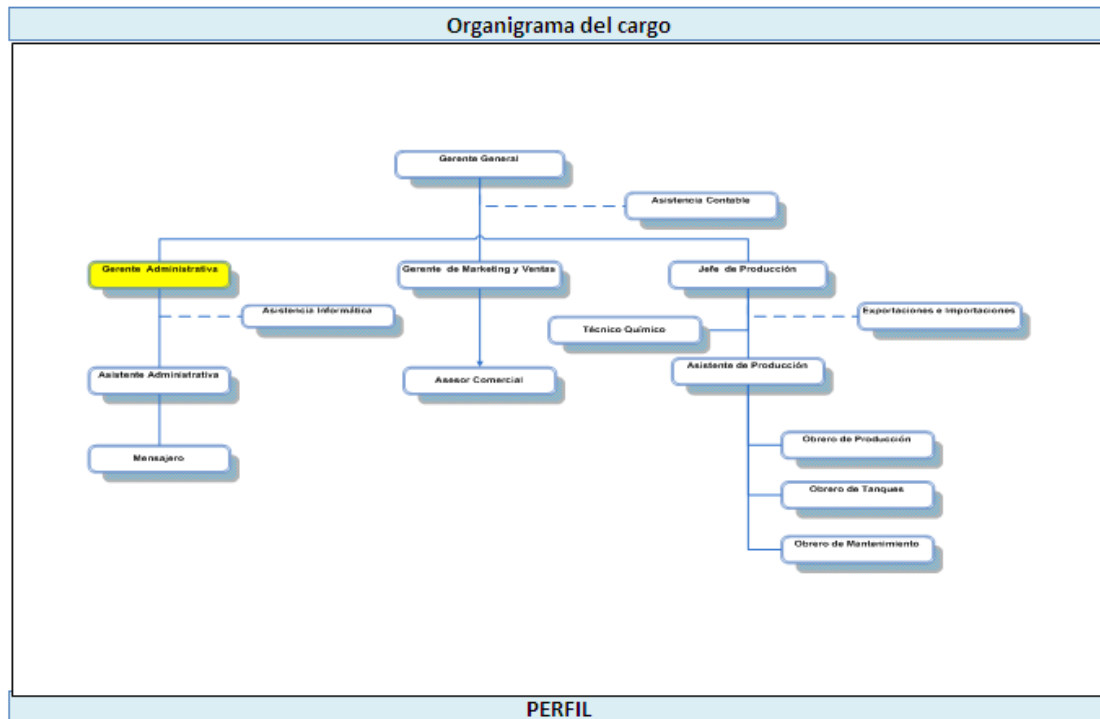 Organigrama del cargo
Gerente General
Asistencia Contable
Gerente Administrativa
Gerente de Marketing y Ventas
Jefe de Producción
Asistencia Informática
Exportaciones e Importaciones
Técnico Químico
Asistente Administrativa
Asesor Comercial
Asistente de Producción
Obrero de Producción
Mensajero
Obrero de Tanques
Obrero de Mantenimiento
PERFIL